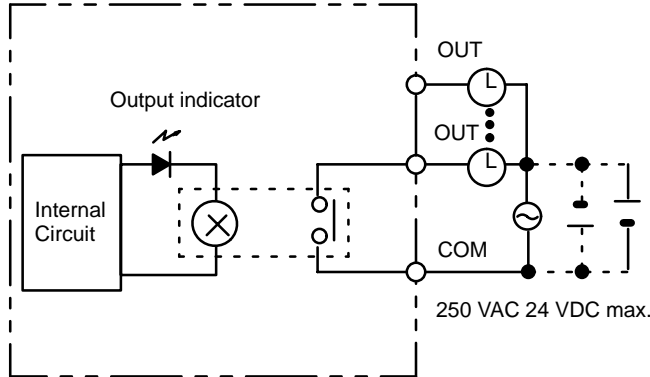 OUT
L
Output indicator
OUT
L
Internal
Circuit
COM
250 VAC 24 VDC max.